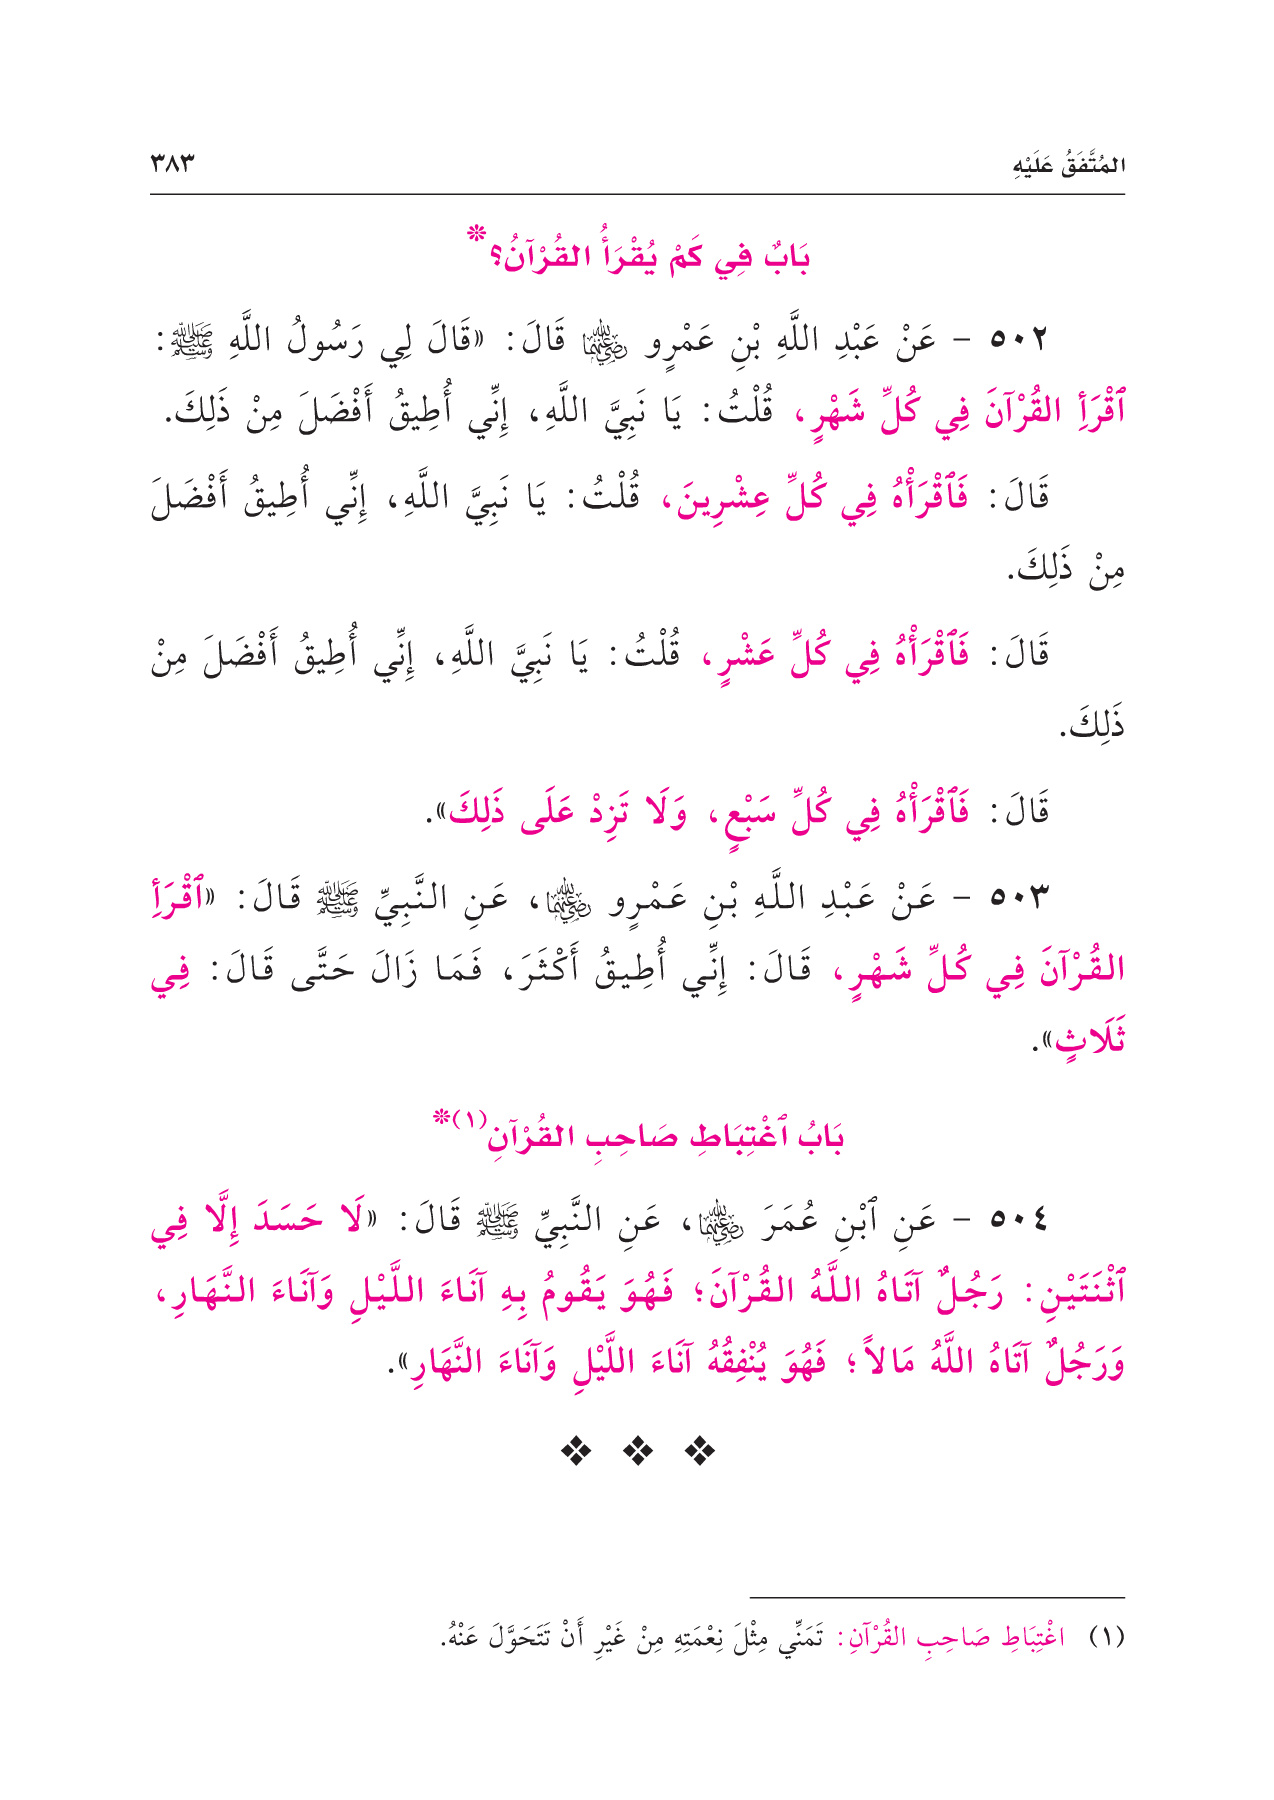 المُتَّفَقُ عَلَيْهِ ٣٨٣
بَابٌ فِي كَمْ يُقْرَأُ القُرْآنُ؟*
٥٠٢ - عَنْ عَبْدِ اللَّهِ بْنِ عَمْرٍو رضي الله عنهما قَالَ: «قَالَ لِي رَسُولُ اللَّهِ ﷺ:
ٱقْرَأِ القُرْآنَ فِي كُلِّ شَهْرٍ، قُلْتُ: يَا نَبِيَّ اللَّهِ، إِنِّي أُطِيقُ أَفْضَلَ مِنْ ذَلِكَ.
قَالَ: فَٱقْرَأْهُ فِي كُلِّ عِشْرِينَ، قُلْتُ: يَا نَبِيَّ اللَّهِ، إِنِّي أُطِيقُ أَفْضَلَ
مِنْ ذَلِكَ.
قَالَ: فَٱقْرَأْهُ فِي كُلِّ عَشْرٍ، قُلْتُ: يَا نَبِيَّ اللَّهِ، إِنِّي أُطِيقُ أَفْضَلَ مِنْ
ذَلِكَ.
قَالَ: فَٱقْرَأْهُ فِي كُلِّ سَبْعٍ، وَلَا تَزِدْ عَلَى ذَلِكَ».
٥٠٣ - عَنْ عَبْدِ اللَّهِ بْنِ عَمْرٍو رضي الله عنهما، عَنِ النَّبِيِّ ﷺ قَالَ: «ٱقْرَأِ
القُرْآنَ فِي كُلِّ شَهْرٍ، قَالَ: إِنِّي أُطِيقُ أَكْثَرَ، فَمَا زَالَ حَتَّى قَالَ: فِي
ثَلَاثٍ».
بَابُ ٱغْتِبَاطِ صَاحِبِ القُرْآنِ(١)*
٥٠٤ - عَنِ ٱبْنِ عُمَرَ رضي الله عنهما، عَنِ النَّبِيِّ ﷺ قَالَ: «لَا حَسَدَ إِلَّا فِي
ٱثْنَتَيْنِ: رَجُلٌ آتَاهُ اللَّهُ القُرْآنَ؛ فَهُوَ يَقُومُ بِهِ آنَاءَ اللَّيْلِ وَآنَاءَ النَّهَارِ،
وَرَجُلٌ آتَاهُ اللَّهُ مَالاً؛ فَهُوَ يُنْفِقُهُ آنَاءَ اللَّيْلِ وَآنَاءَ النَّهَارِ».
(١) اغْتِبَاطِ صَاحِبِ القُرْآنِ: تَمَنِّي مِثْلَ نِعْمَتِهِ مِنْ غَيْرِ أَنْ تَتَحَوَّلَ عَنْهُ.